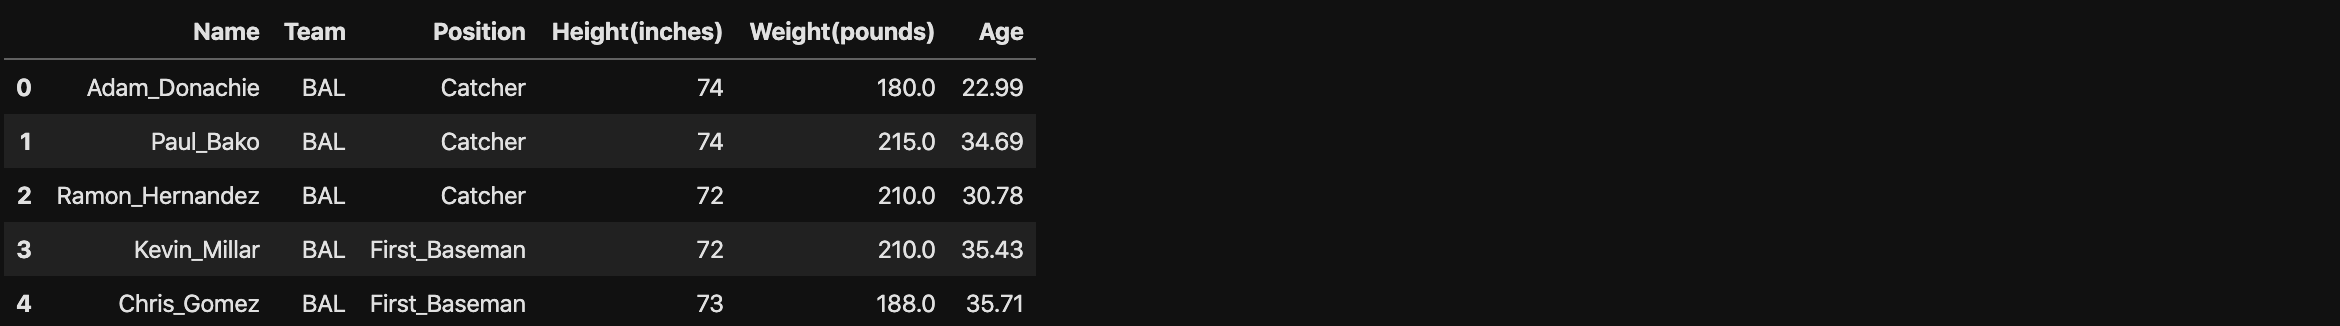 Name Team Position Height(inches) Weight(pounds) Age
0 Adam_Donachie BAL Catcher 74 180.0 22.99
1 Paul_Bako BAL Catcher 74 215.0 34.69
2 Ramon_Hernandez BAL Catcher 72 210.0 30.78
3 Kevin_Millar BAL First_Baseman 72 210.0 35.43
4 Chris_Gomez BAL First_Baseman 73 188.0 35.71